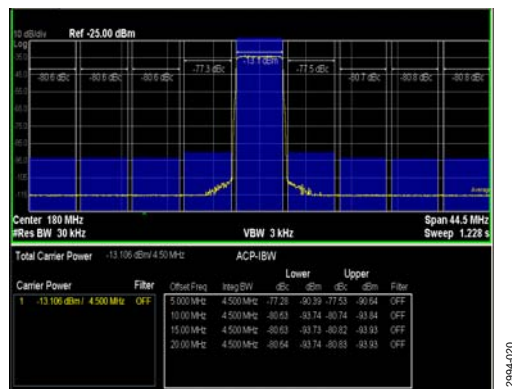 10 dB/div Ref -25.00 dBm
Log
-80.6 dBc -80.6 dBc -80.6 dBc -77.3 dBc -13.1 dBm -77.5 dBc -80.7 dBc -80.8 dBc -80.8 dBc
Average
Center 180 MHz Span 44.5 MHz
#Res BW 30 kHz VBW 3 kHz Sweep 1.228 s
Total Carrier Power -13.106 dBm/ 4.50 MHz ACP-IBW
Lower Upper
Carrier Power Filter Offset Freq Integ BW dBc dBm dBc dBm Filter
1 -13.106 dBm / 4.500 MHz OFF 5.000 MHz 4.500 MHz -77.28 -90.39 -77.53 -90.64 OFF
10.00 MHz 4.500 MHz -80.63 -93.74 -80.74 -93.84 OFF
15.00 MHz 4.500 MHz -80.63 -93.73 -80.82 -93.93 OFF
20.00 MHz 4.500 MHz -80.64 -93.74 -80.83 -93.93 OFF
2994-020